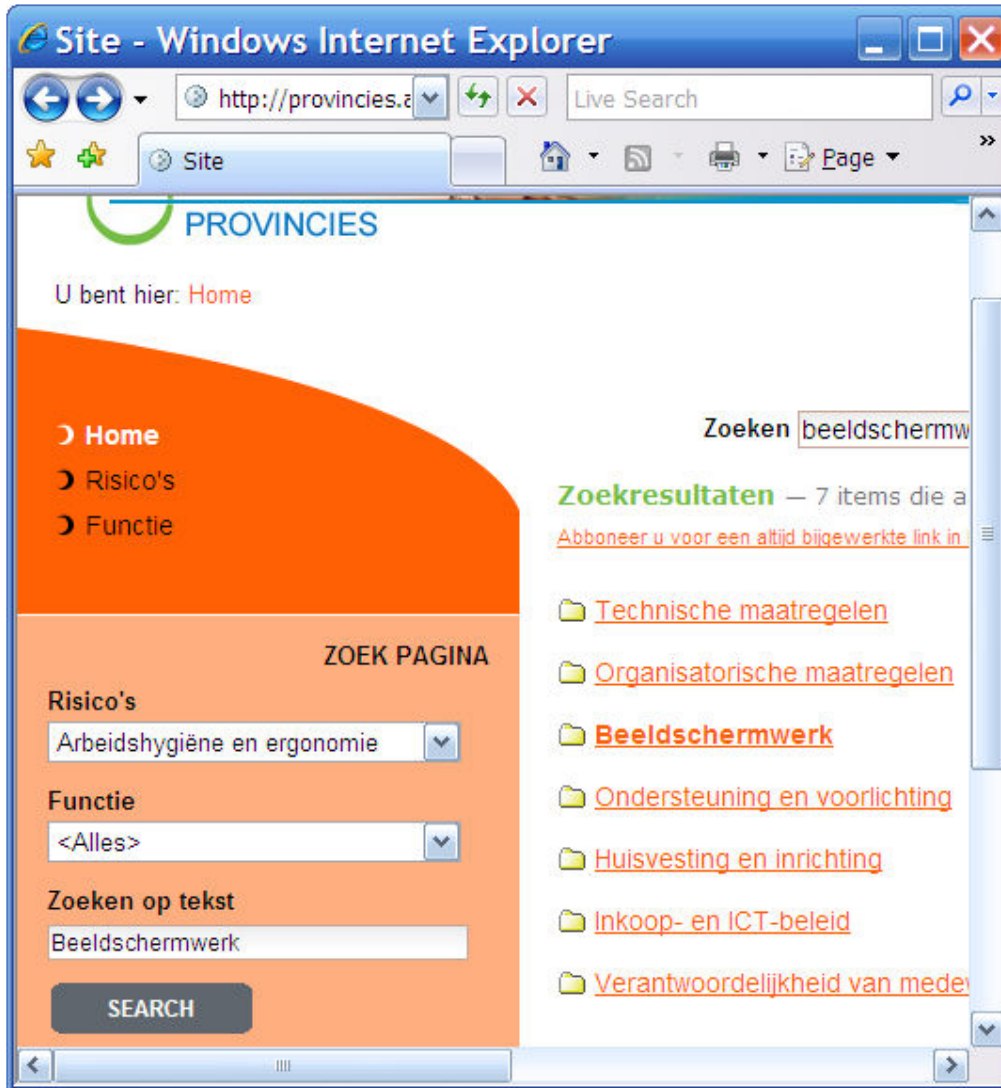 Site - Windows Internet Explorer
http://provincies.a
Live Search
Site
Page
»
PROVINCIES
U bent hier: Home
Home
Risico's
Functie
ZOEK PAGINA
Risico's
Arbeidshygiëne en ergonomie
Functie
<Alles>
Zoeken op tekst
Beeldschermwerk
SEARCH
Zoeken beeldschermw
Zoekresultaten — 7 items die a
Abboneer u voor een altijd bijgewerkte link in
Technische maatregelen
Organisatorische maatregelen
Beeldschermwerk
Ondersteuning en voorlichting
Huisvesting en inrichting
Inkoop- en ICT-beleid
Verantwoordelijkheid van medew